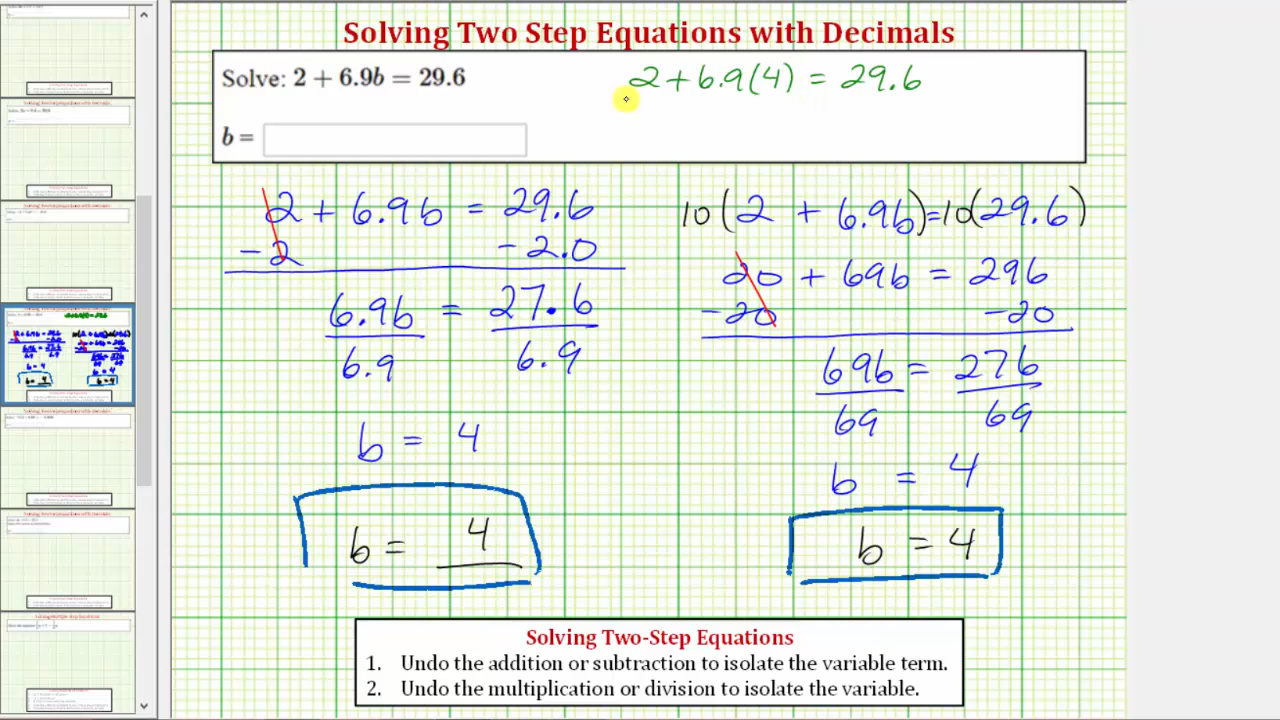 Solving Two Step Equations with Decimals
Solve: 2 + 6.9b = 29.6
2 + 6.9(4) = 29.6
b =
2 + 6.9b = 29.6
-2 -2.0
6.9b = 27.6
6.9 6.9
b = 4
b = 4
10(2 + 6.9b)=10(29.6)
20 + 69b = 296
-20 -20
69b = 276
69 69
b = 4
b = 4
Solving Two-Step Equations
1. Undo the addition or subtraction to isolate the variable term.
2. Undo the multiplication or division to isolate the variable.